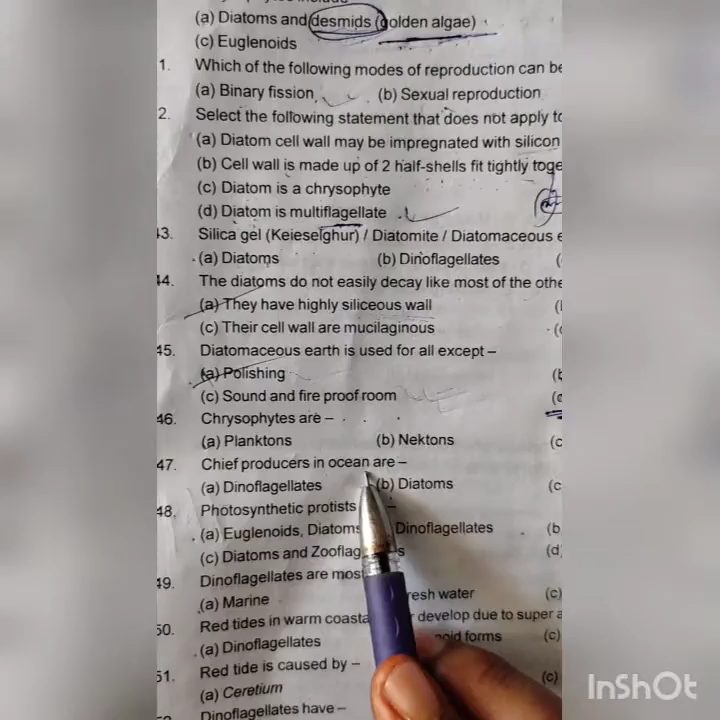 (a) Diatoms and desmids (golden algae)
(c) Euglenoids
1. Which of the following modes of reproduction can be
(a) Binary fission (b) Sexual reproduction
2. Select the following statement that does not apply to
(a) Diatom cell wall may be impregnated with silicon
(b) Cell wall is made up of 2 half-shells fit tightly toge
(c) Diatom is a chrysophyte
(d) Diatom is multiflagellate
43. Silica gel (Keieselghur) / Diatomite / Diatomaceous e
(a) Diatoms (b) Dinoflagellates (
44. The diatoms do not easily decay like most of the othe
(a) They have highly siliceous wall (
(c) Their cell wall are mucilaginous (
45. Diatomaceous earth is used for all except –
(a) Polishing (b
(c) Sound and fire proof room
46. Chrysophytes are –
(a) Planktons (b) Nektons (c
47. Chief producers in ocean are –
(a) Dinoflagellates (b) Diatoms (c
48. Photosynthetic protists –
(a) Euglenoids, Diatoms Dinoflagellates (b
(c) Diatoms and Zooflag s (d)
49. Dinoflagellates are most
(a) Marine resh water (c)
50. Red tides in warm coasta develop due to super a
(a) Dinoflagellates noid forms (c)
51. Red tide is caused by –
(a) Ceretium (c)
Dinoflagellates have –
InShOt